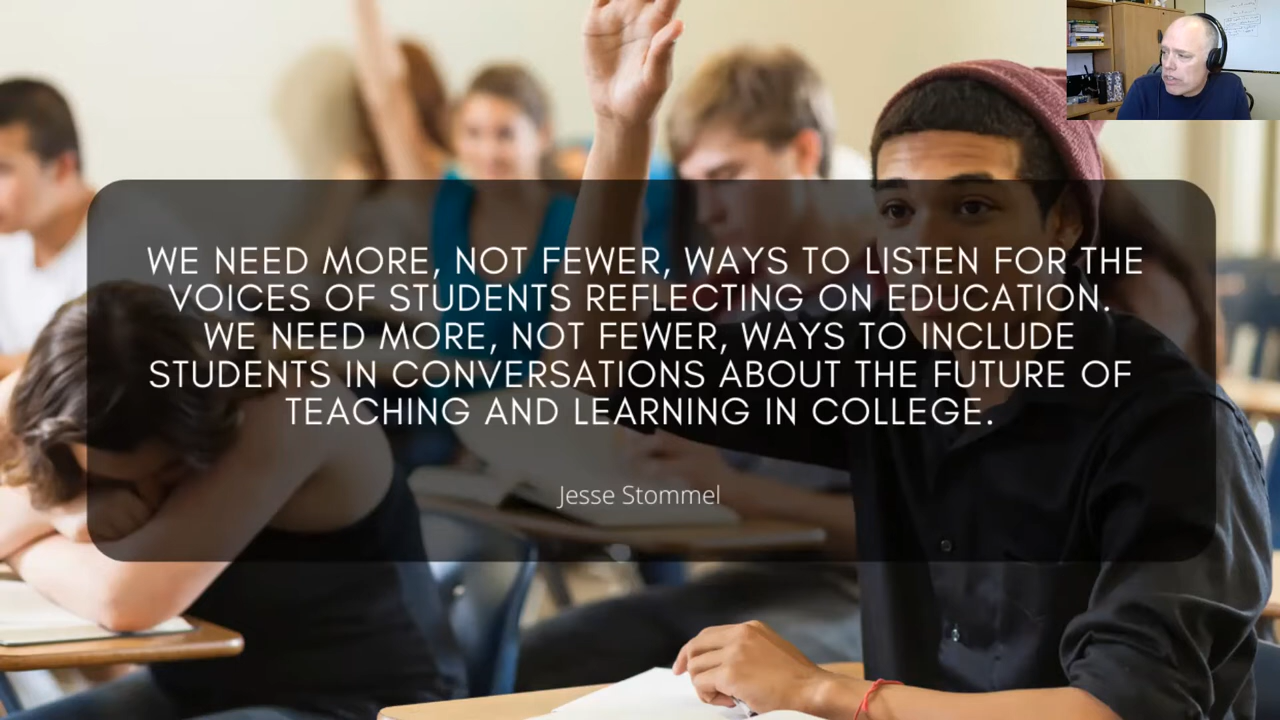 WE NEED MORE, NOT FEWER, WAYS TO LISTEN FOR THE
VOICES OF STUDENTS REFLECTING ON EDUCATION.
WE NEED MORE, NOT FEWER, WAYS TO INCLUDE
STUDENTS IN CONVERSATIONS ABOUT THE FUTURE OF
TEACHING AND LEARNING IN COLLEGE.
Jesse Stommel